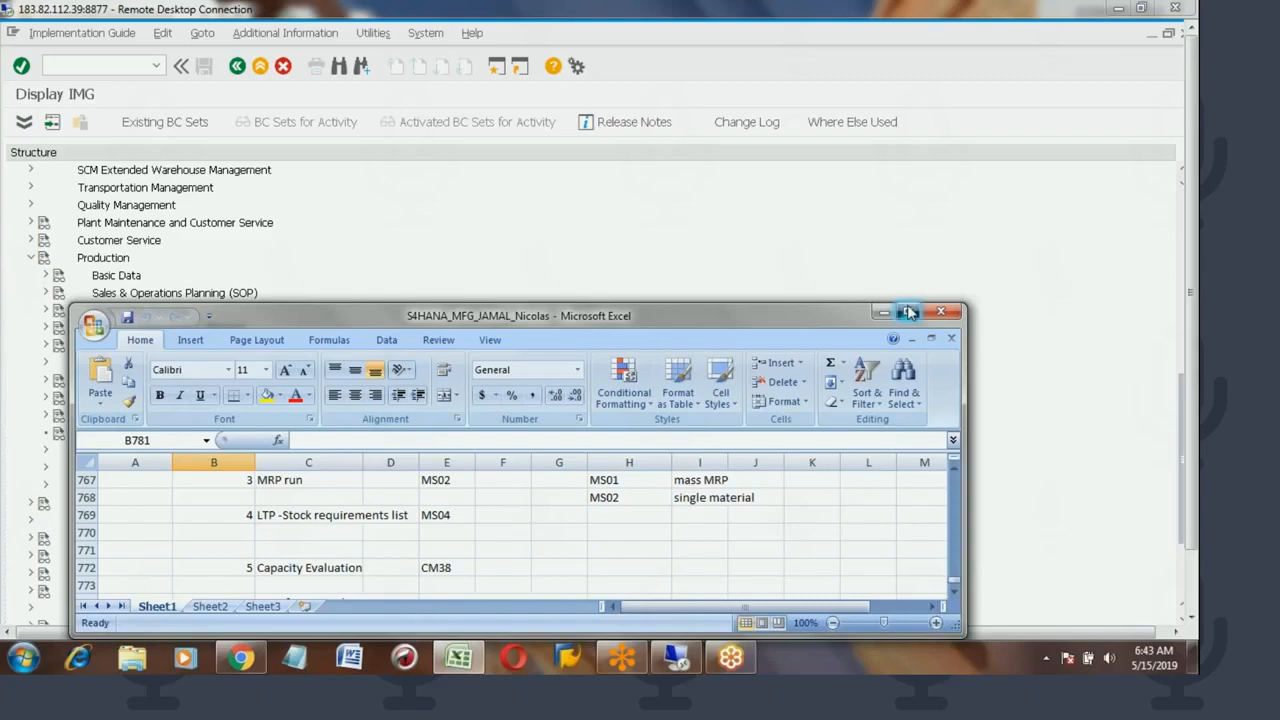 183.82.112.39:8877 - Remote Desktop Connection
Implementation Guide Edit Goto Additional Information Utilities System Help
Display IMG
Existing BC Sets BC Sets for Activity Activated BC Sets for Activity Release Notes Change Log Where Else Used
Structure
SCM Extended Warehouse Management
Transportation Management
Quality Management
Plant Maintenance and Customer Service
Customer Service
Production
Basic Data
Sales & Operations Planning (SOP)
S4HANA_MFG_JAMAL_Nicolas - Microsoft Excel
Home Insert Page Layout Formulas Data Review View
Calibri 11 General Insert Σ
Paste Conditional Format Cell Delete Sort & Find &
B I U $ % , Formatting as Table Styles Format Filter Select
Clipboard Font Alignment Number Styles Cells Editing
B781 fx
A B C D E F G H I J K L M
767 3 MRP run MS02 MS01 mass MRP
768 MS02 single material
769 4 LTP -Stock requirements list MS04
770
771
772 5 Capacity Evaluation CM38
773
Sheet1 Sheet2 Sheet3
Ready 100%
6:43 AM
5/15/2019